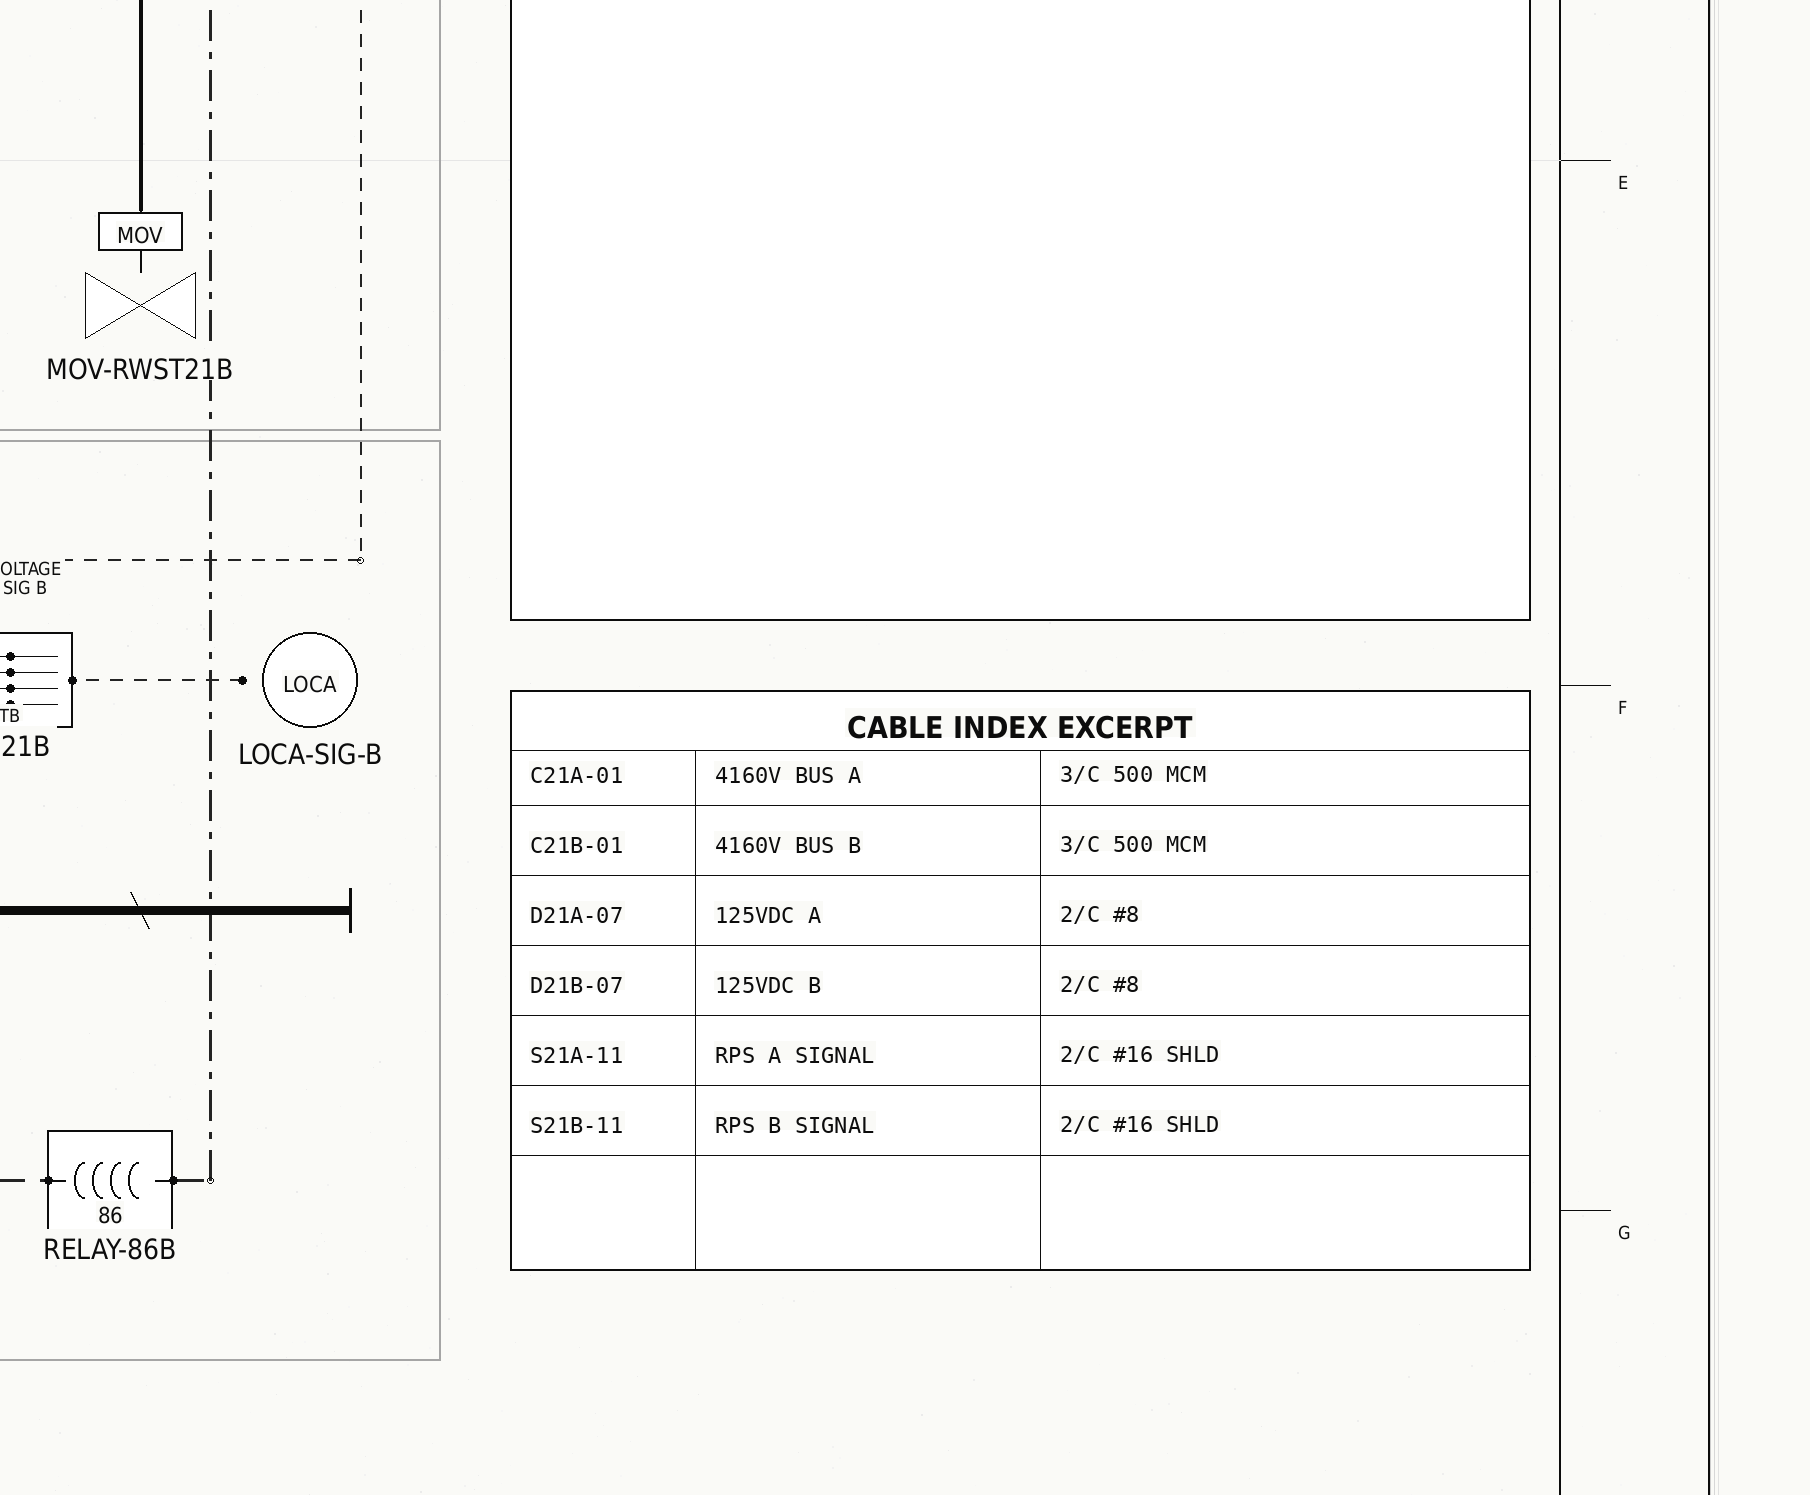 MOV
MOV-RWST21B
OLTAGE
SIG B
TB
21B
LOCA
LOCA-SIG-B
86
RELAY-86B
CABLE INDEX EXCERPT
C21A-01 4160V BUS A 3/C 500 MCM
C21B-01 4160V BUS B 3/C 500 MCM
D21A-07 125VDC A 2/C #8
D21B-07 125VDC B 2/C #8
S21A-11 RPS A SIGNAL 2/C #16 SHLD
S21B-11 RPS B SIGNAL 2/C #16 SHLD
E
F
G